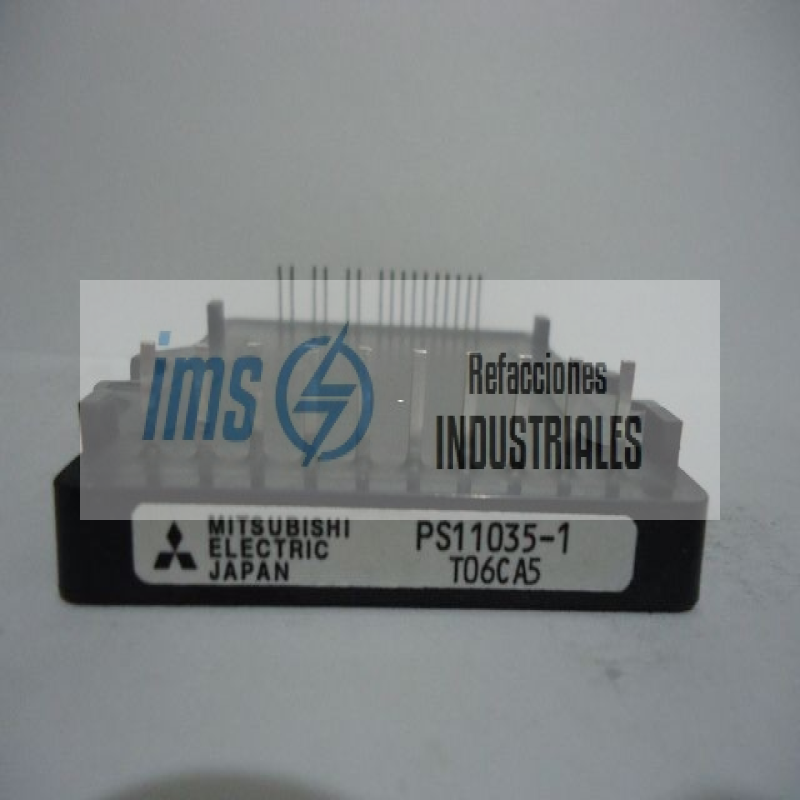 ims
Refacciones
INDUSTRIALES
MITSUBISHI
ELECTRIC
JAPAN
PS11035-1
T06CA5